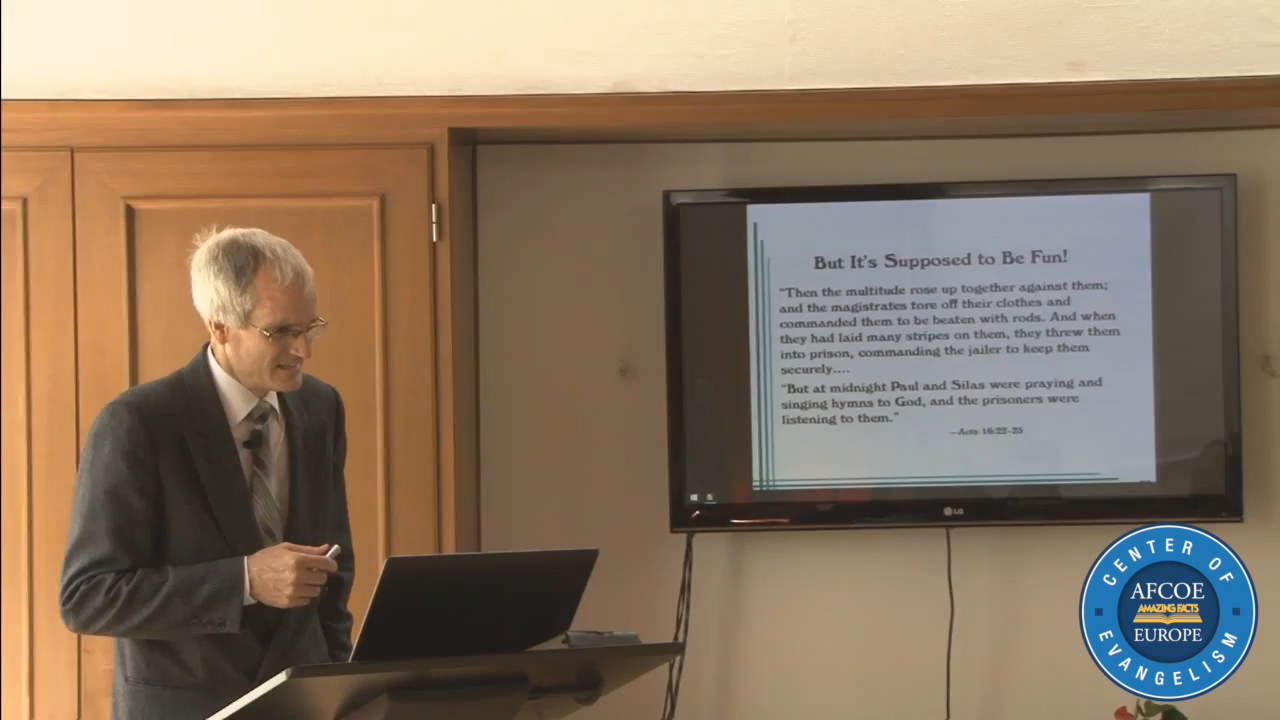 But It's Supposed to Be Fun!
"Then the multitude rose up together against them;
and the magistrates tore off their clothes and
commanded them to be beaten with rods. And when
they had laid many stripes on them, they threw them
into prison, commanding the jailer to keep them
securely….
"But at midnight Paul and Silas were praying and
singing hymns to God, and the prisoners were
listening to them."
—Acts 16:22–25
LG
CENTER OF
AFCOE
AMAZING FACTS
EUROPE
EVANGELISM